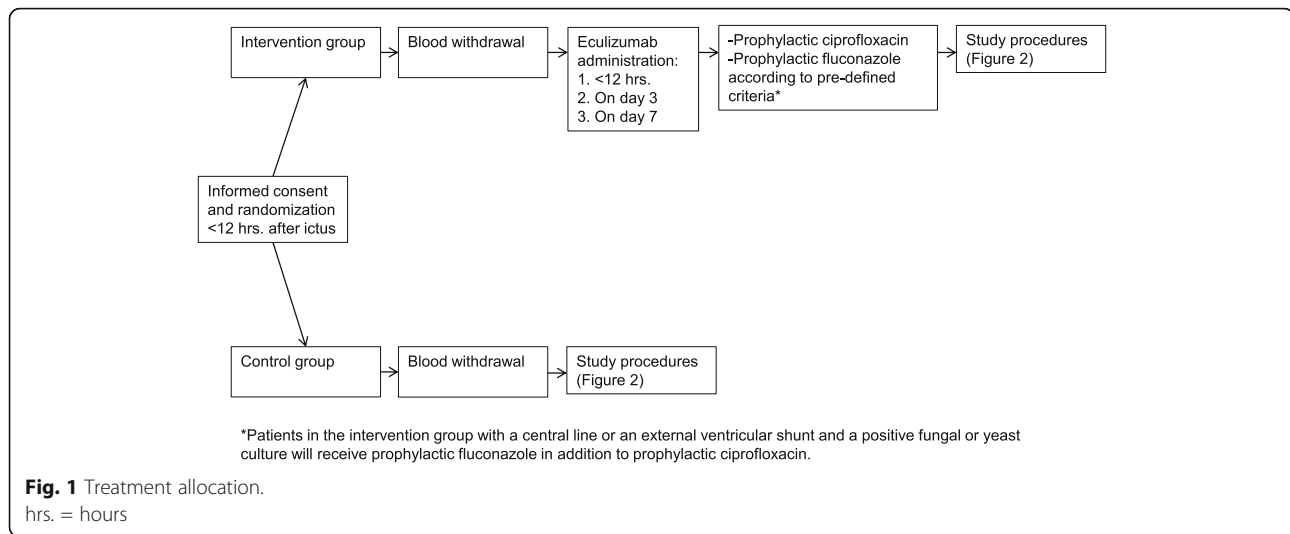 Intervention group
Blood withdrawal
Eculizumab
administration:
1. <12 hrs.
2. On day 3
3. On day 7
-Prophylactic ciprofloxacin
-Prophylactic fluconazole
according to pre-defined
criteria*
Study procedures
(Figure 2)
Informed consent
and randomization
<12 hrs. after ictus
Control group
Blood withdrawal
Study procedures
(Figure 2)
*Patients in the intervention group with a central line or an external ventricular shunt and a positive fungal or yeast
culture will receive prophylactic fluconazole in addition to prophylactic ciprofloxacin.
Fig. 1 Treatment allocation.
hrs. = hours